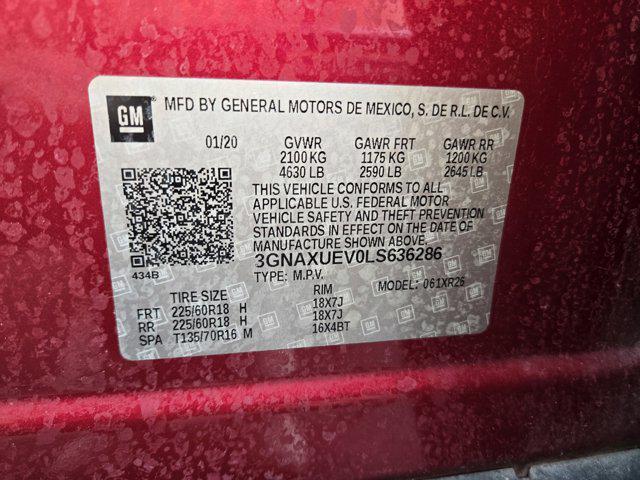 GM
MFD BY GENERAL MOTORS DE MEXICO, S. DE R.L. DE C.V.
01/20 GVWR GAWR FRT GAWR RR
2100 KG 1175 KG 1200 KG
4630 LB 2590 LB 2645 LB
THIS VEHICLE CONFORMS TO ALL
APPLICABLE U.S. FEDERAL MOTOR
VEHICLE SAFETY AND THEFT PREVENTION
STANDARDS IN EFFECT ON THE DATE OF
MANUFACTURE SHOWN ABOVE.
434B
3GNAXUEV0LS636286
TYPE: M.P.V. MODEL: 061XR26
TIRE SIZE RIM
FRT 225/60R18 H 18X7J
RR 225/60R18 H 18X7J
SPA T135/70R16 M 16X4BT